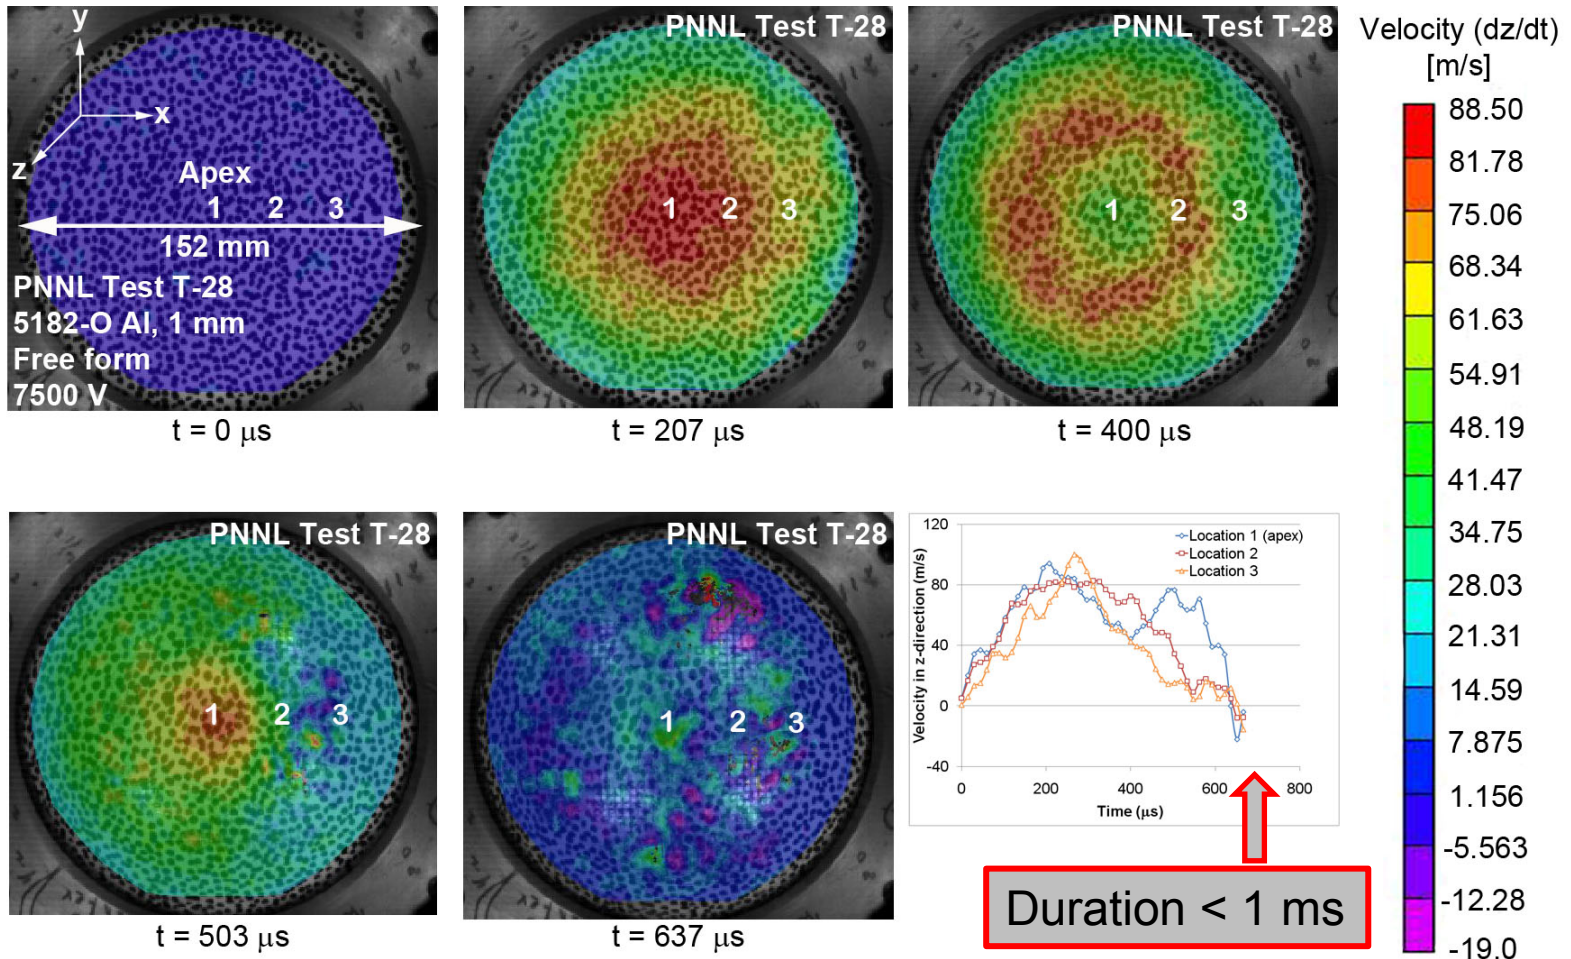 y
x
z
Apex
1 2 3
152 mm
PNNL Test T-28
5182-O Al, 1 mm
Free form
7500 V
t = 0 μs
PNNL Test T-28
1 2 3
t = 207 μs
PNNL Test T-28
1 2 3
t = 400 μs
Velocity (dz/dt)
[m/s]
88.50
81.78
75.06
68.34
61.63
54.91
48.19
41.47
34.75
28.03
21.31
14.59
7.875
1.156
-5.563
-12.28
-19.0
PNNL Test T-28
1 2 3
t = 503 μs
PNNL Test T-28
1 2 3
t = 637 μs
Velocity in z-direction (m/s)
120
80
40
0
-40
Location 1 (apex)
Location 2
Location 3
0 200 400 600 800
Time (μs)
Duration < 1 ms